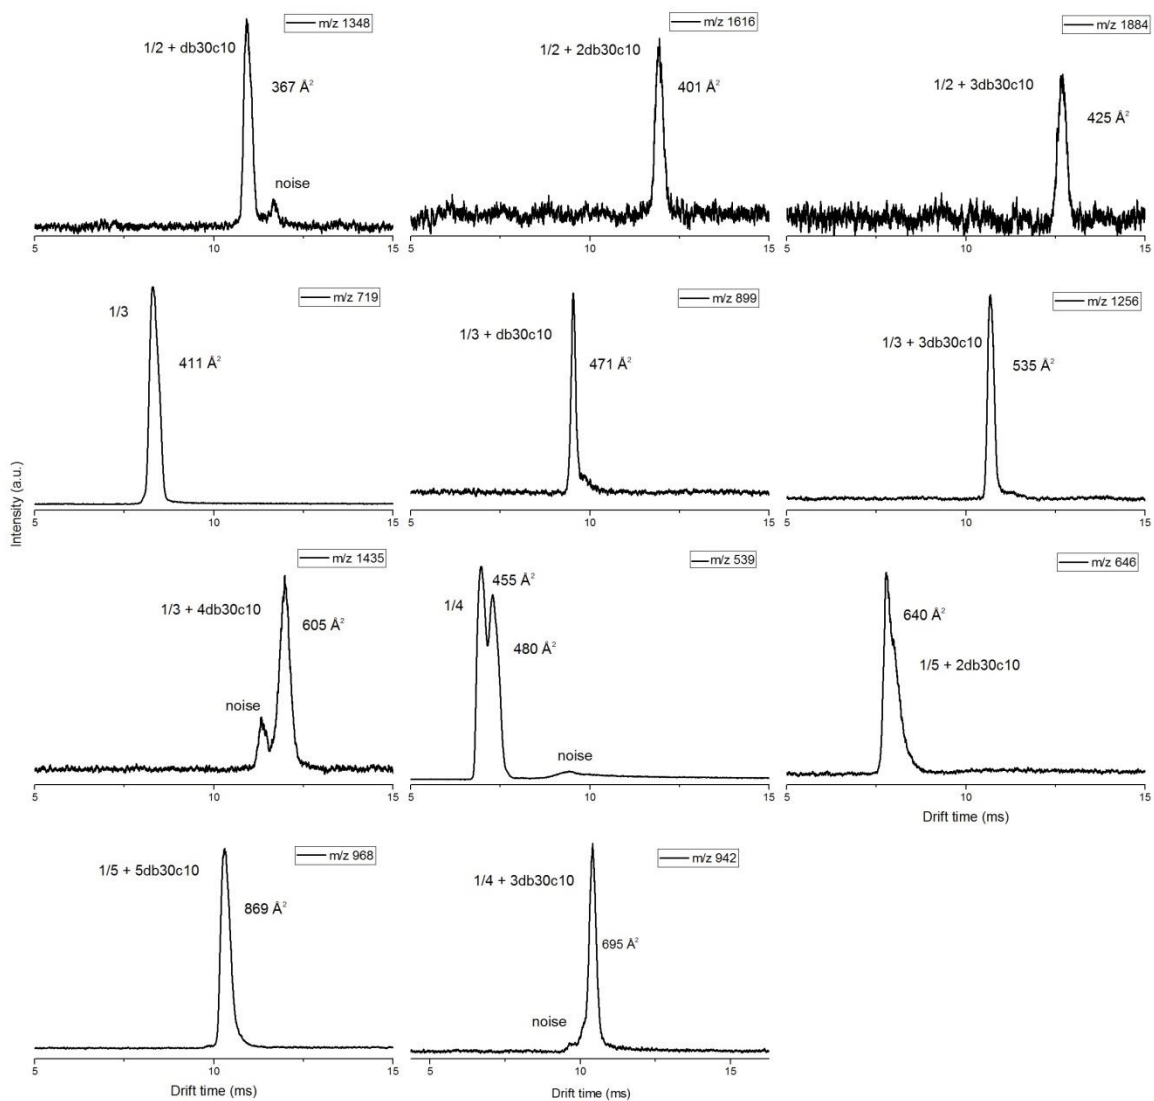 m/z 1348
1/2 + db30c10
367 Å²
noise
5 10 15
m/z 1616
1/2 + 2db30c10
401 Å²
5 10 15
m/z 1884
1/2 + 3db30c10
425 Å²
5 10 15
m/z 719
1/3
411 Å²
5 10 15
m/z 899
1/3 + db30c10
471 Å²
5 10 15
m/z 1256
1/3 + 3db30c10
535 Å²
5 10 15
Intensity (a.u.)
m/z 1435
1/3 + 4db30c10
605 Å²
noise
5 10 15
m/z 539
455 Å²
1/4
480 Å²
noise
5 10 15
m/z 646
640 Å²
1/5 + 2db30c10
5 10 15
Drift time (ms)
m/z 968
1/5 + 5db30c10
869 Å²
5 10 15
Drift time (ms)
m/z 942
1/4 + 3db30c10
695 Å²
noise
5 10 15
Drift time (ms)